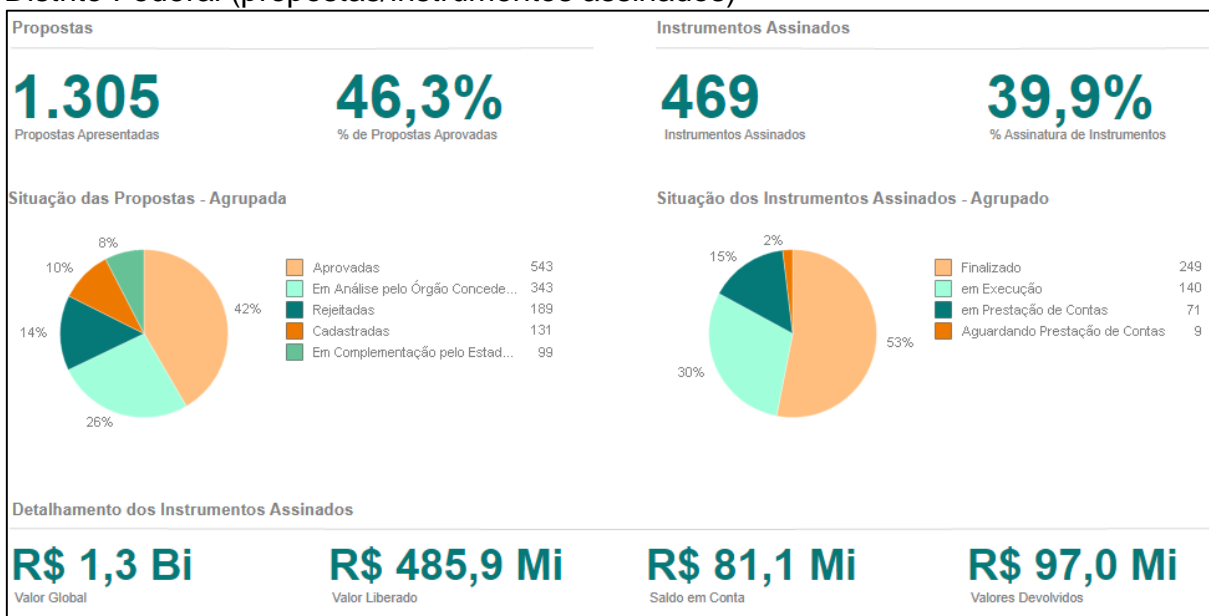 Distrito Federal (propostas/instrumentos assinados)
Propostas
Instrumentos Assinados
1.305
46,3%
469
39,9%
Propostas Apresentadas
% de Propostas Aprovadas
Instrumentos Assinados
% Assinatura de Instrumentos
Situação das Propostas - Agrupada
8%
10%
14%
26%
42%
Aprovadas 543
Em Análise pelo Órgão Concede... 343
Rejeitadas 189
Cadastradas 131
Em Complementação pelo Estad... 99
Situação dos Instrumentos Assinados - Agrupado
2%
15%
30%
53%
Finalizado 249
em Execução 140
em Prestação de Contas 71
Aguardando Prestação de Contas 9
Detalhamento dos Instrumentos Assinados
R$ 1,3 Bi
R$ 485,9 Mi
R$ 81,1 Mi
R$ 97,0 Mi
Valor Global
Valor Liberado
Saldo em Conta
Valores Devolvidos